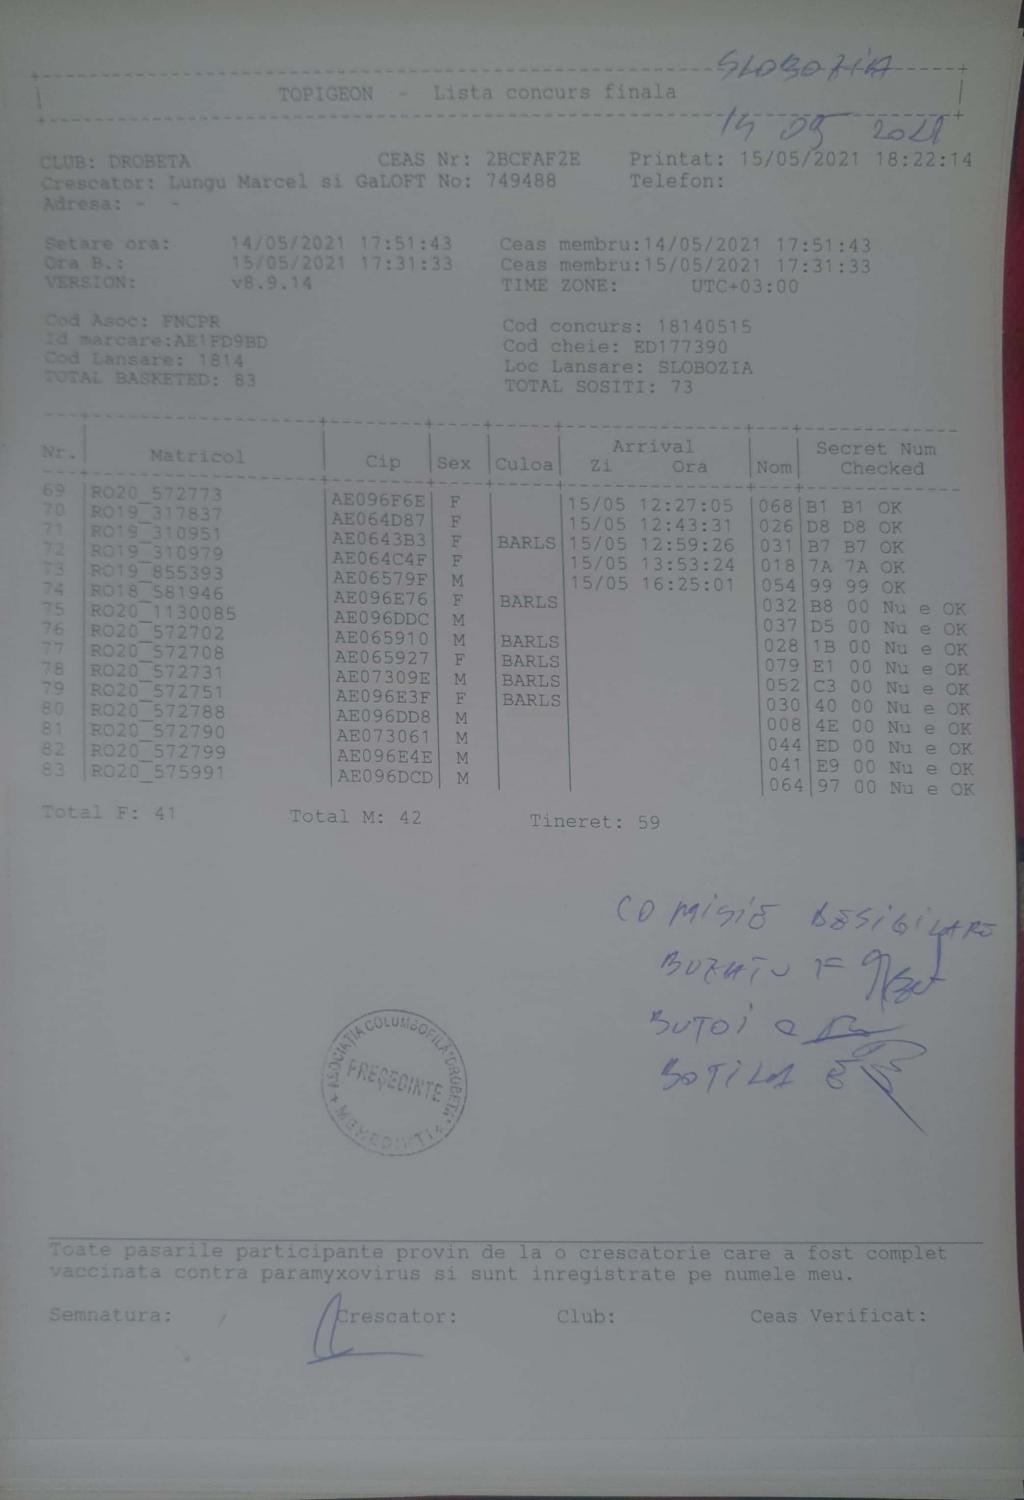 SLOBOZIA
TOPIGEON - Lista concurs finala
14 05 2021
CLUB: DROBETA CEAS Nr: 2BCFAF2E Printat: 15/05/2021 18:22:14
Crescator: Lungu Marcel si GaLOFT No: 749488 Telefon:
Adresa: - -
Setare ora: 14/05/2021 17:51:43 Ceas membru:14/05/2021 17:51:43
Ora B.: 15/05/2021 17:31:33 Ceas membru:15/05/2021 17:31:33
VERSION: v8.9.14 TIME ZONE: UTC+03:00
Cod Asoc: FNCPR Cod concurs: 18140515
Id marcare:AE1FD9BD Cod cheie: ED177390
Cod Lansare: 1814 Loc Lansare: SLOBOZIA
TOTAL BASKETED: 83 TOTAL SOSITI: 73
Nr. Matricol Cip Sex Culoa Arrival Zi Ora Nom Secret Num Checked
69 RO20_572773 AE096F6E F 15/05 12:27:05 068 B1 B1 OK
70 RO19_317837 AE064D87 F 15/05 12:43:31 026 D8 D8 OK
71 RO19_310951 AE0643B3 F BARLS 15/05 12:59:26 031 B7 B7 OK
72 RO19_310979 AE064C4F F 15/05 13:53:24 018 7A 7A OK
73 RO19_855393 AE06579F M 15/05 16:25:01 054 99 99 OK
74 RO18_581946 AE096E76 F BARLS 032 B8 00 Nu e OK
75 RO20_1130085 AE096DDC M 037 D5 00 Nu e OK
76 RO20_572702 AE065910 M BARLS 028 1B 00 Nu e OK
77 RO20_572708 AE065927 F BARLS 079 E1 00 Nu e OK
78 RO20_572731 AE07309E M BARLS 052 C3 00 Nu e OK
79 RO20_572751 AE096E3F F BARLS 030 40 00 Nu e OK
80 RO20_572788 AE096DD8 M 008 4E 00 Nu e OK
81 RO20_572790 AE073061 M 044 ED 00 Nu e OK
82 RO20_572799 AE096E4E M 041 E9 00 Nu e OK
83 RO20_575991 AE096DCD M 064 97 00 Nu e OK
Total F: 41 Total M: 42 Tineret: 59
COMISIE DESIGILARE
BUZATU F
BUTOI
BOTILA E
ASOCIAȚIA COLUMBOFILĂ DROBETA
PREȘEDINTE
MEHEDINȚI
Toate pasarile participante provin de la o crescatorie care a fost complet
vaccinata contra paramyxovirus si sunt inregistrate pe numele meu.
Semnatura: Crescator: Club: Ceas Verificat: